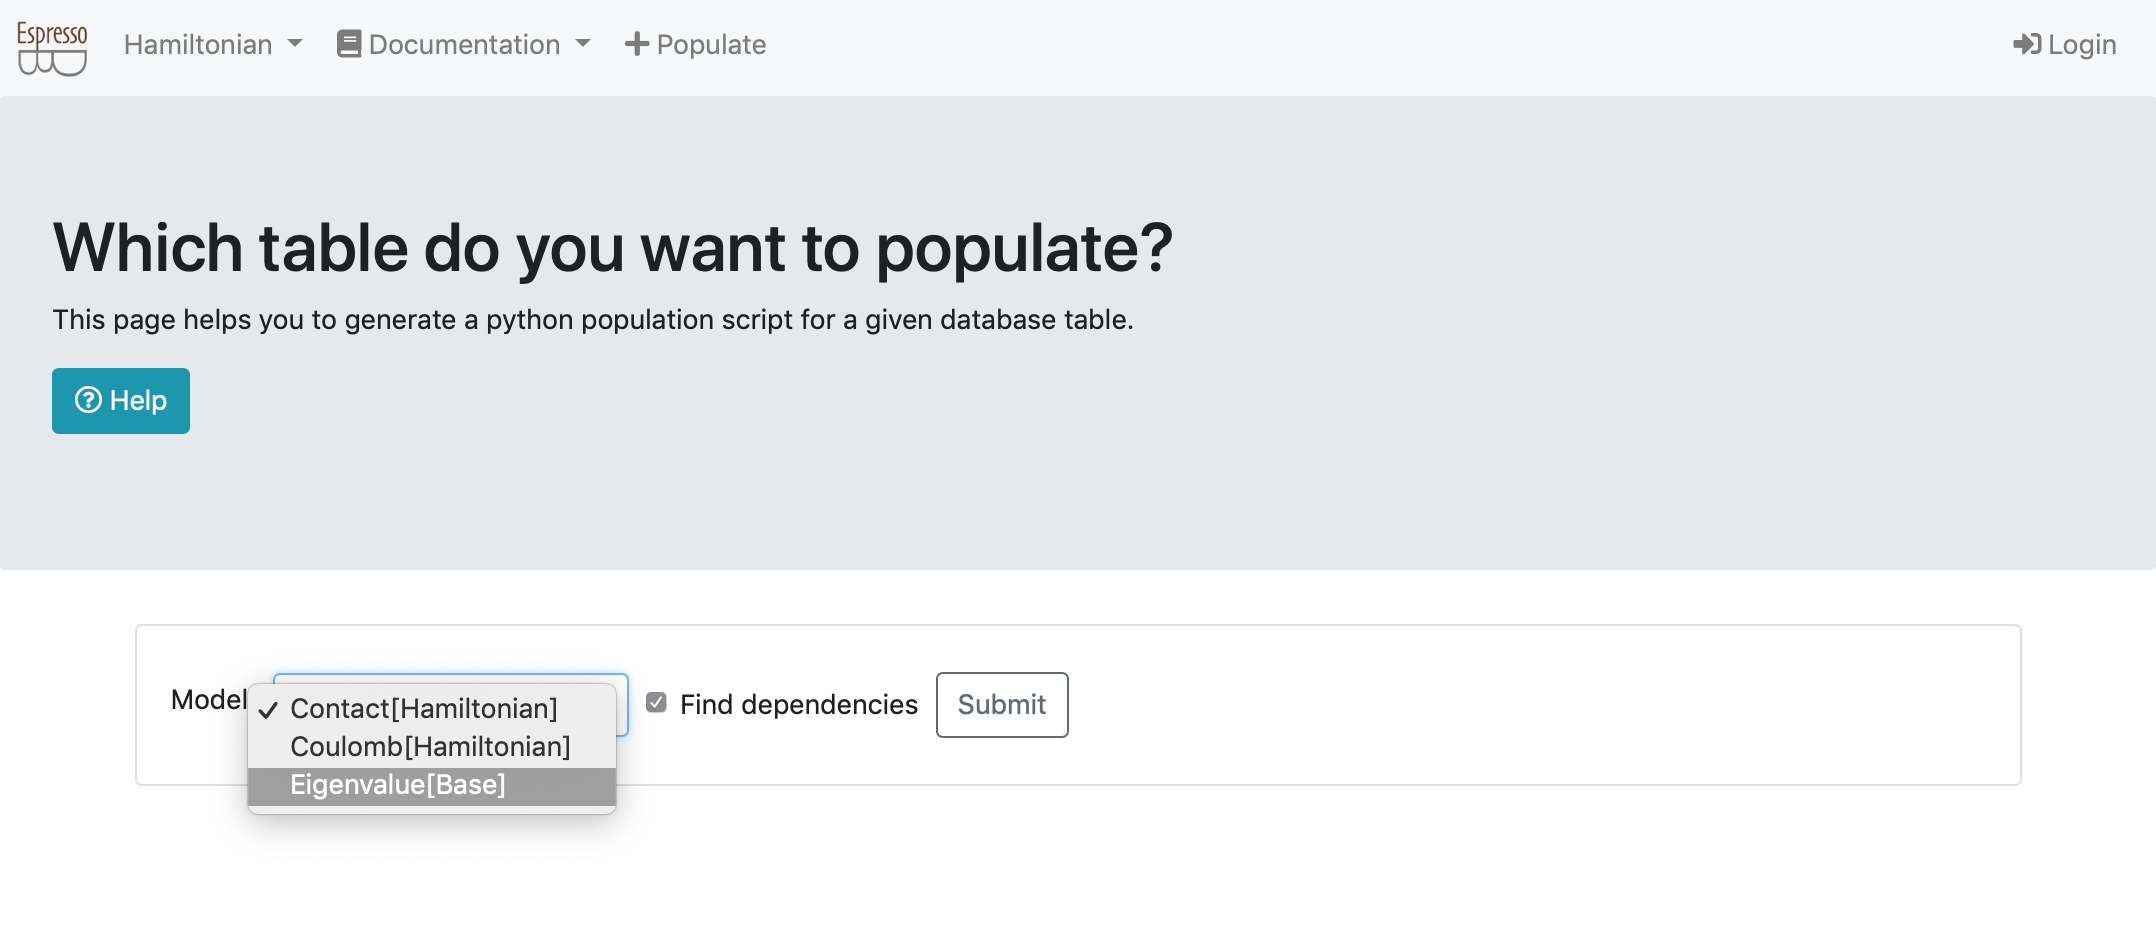 Espresso
Hamiltonian Documentation Populate Login
Which table do you want to populate?
This page helps you to generate a python population script for a given database table.
Help
Model
Contact[Hamiltonian]
Coulomb[Hamiltonian]
Eigenvalue[Base]
Find dependencies Submit